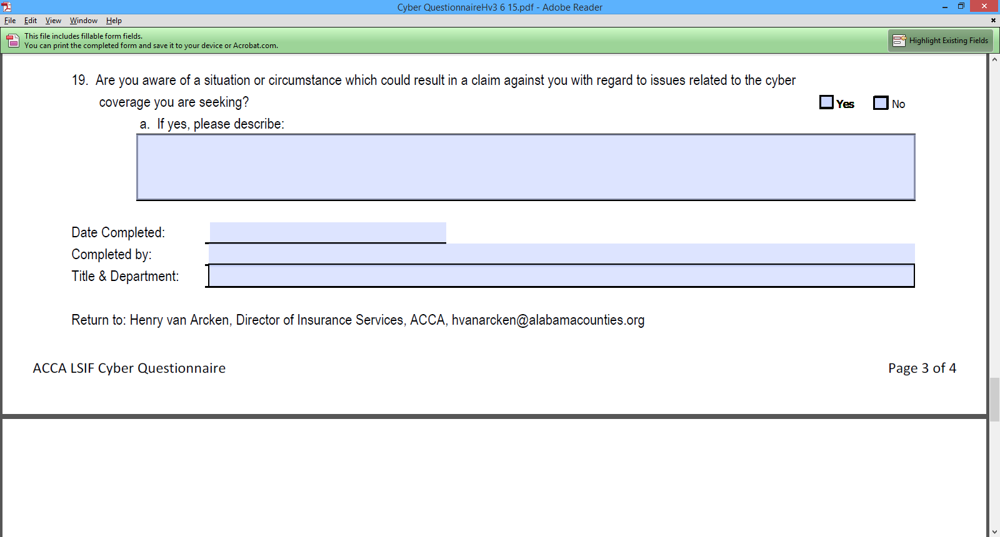 Cyber QuestionnaireHv3 6 15.pdf - Adobe Reader
File Edit View Window Help
This file includes fillable form fields.
You can print the completed form and save it to your device or Acrobat.com.
Highlight Existing Fields
19. Are you aware of a situation or circumstance which could result in a claim against you with regard to issues related to the cyber
coverage you are seeking?
Yes No
a. If yes, please describe:
Date Completed:
Completed by:
Title & Department:
Return to: Henry van Arcken, Director of Insurance Services, ACCA, hvanarcken@alabamacounties.org
ACCA LSIF Cyber Questionnaire Page 3 of 4